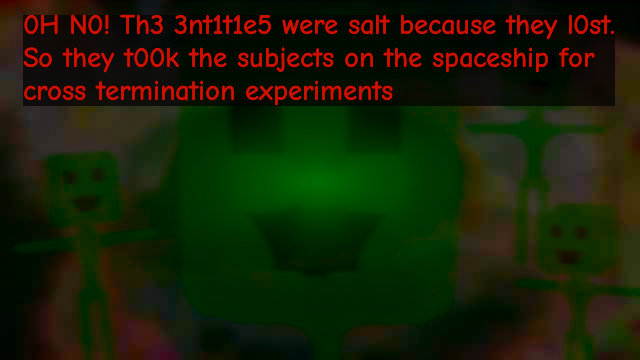 0H N0! Th3 3nt1t1e5 were salt because they l0st.
So they t00k the subjects on the spaceship for
cross termination experiments